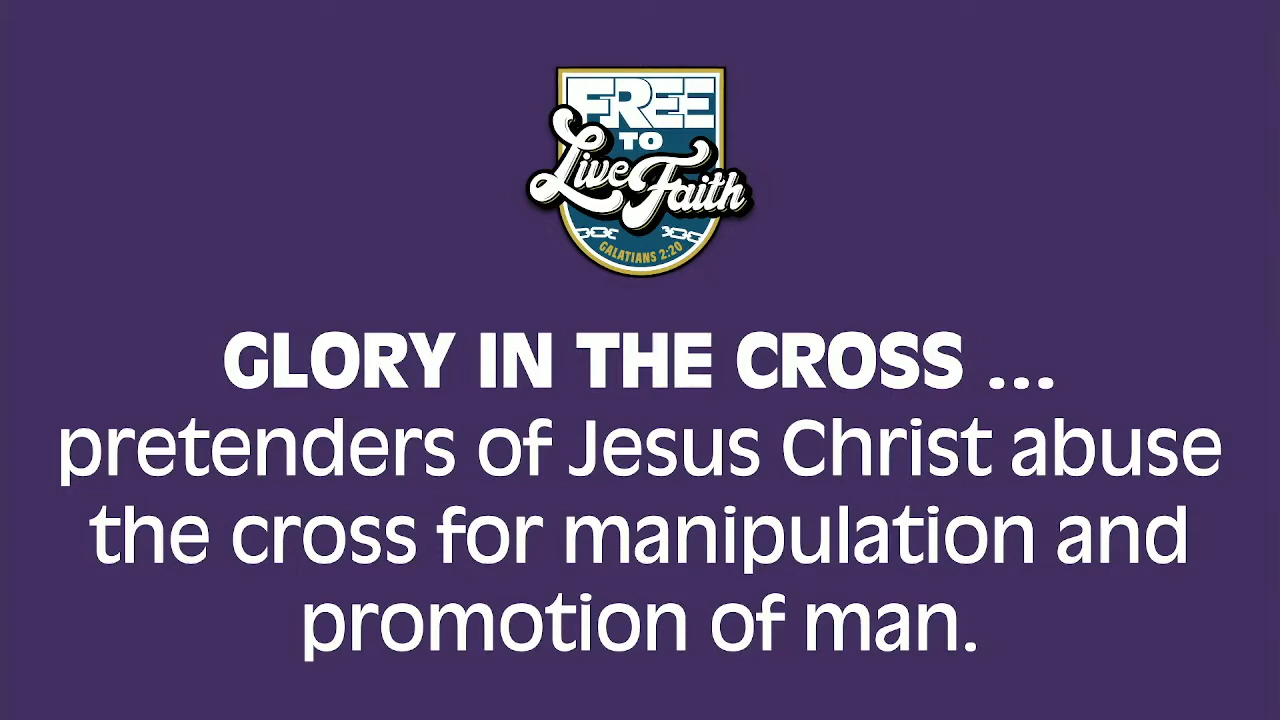 FREE
TO
Live Faith
GALATIANS 2:20
GLORY IN THE CROSS ...
pretenders of Jesus Christ abuse
the cross for manipulation and
promotion of man.